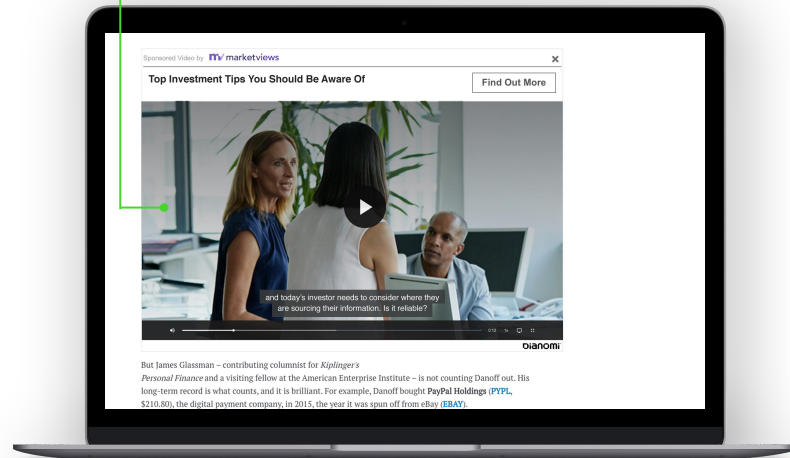 Sponsored Video by marketviews
Top Investment Tips You Should Be Aware Of
Find Out More
and today's investor needs to consider where they
are sourcing their information. Is it reliable?
0:12 1x
bianomi
But James Glassman – contributing columnist for Kiplinger's
Personal Finance and a visiting fellow at the American Enterprise Institute – is not counting Danoff out. His
long-term record is what counts, and it is brilliant. For example, Danoff bought PayPal Holdings (PYPL,
$210.80), the digital payment company, in 2015, the year it was spun off from eBay (EBAY).